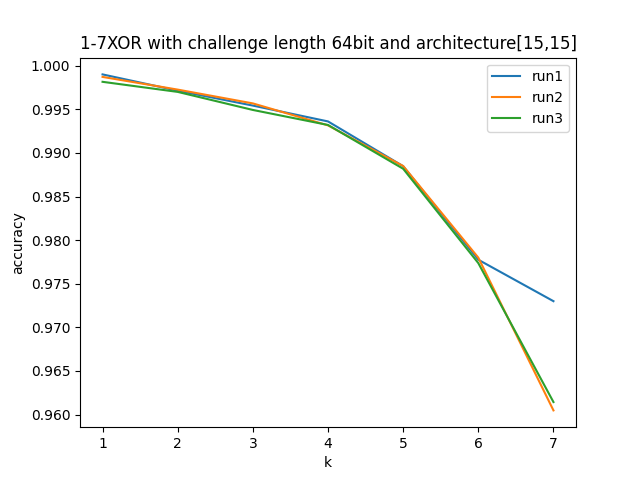 1-7XOR with challenge length 64bit and architecture[15,15]
1.000
0.995
0.990
0.985
0.980
0.975
0.970
0.965
0.960
accuracy
run1
run2
run3
1 2 3 4 5 6 7
k